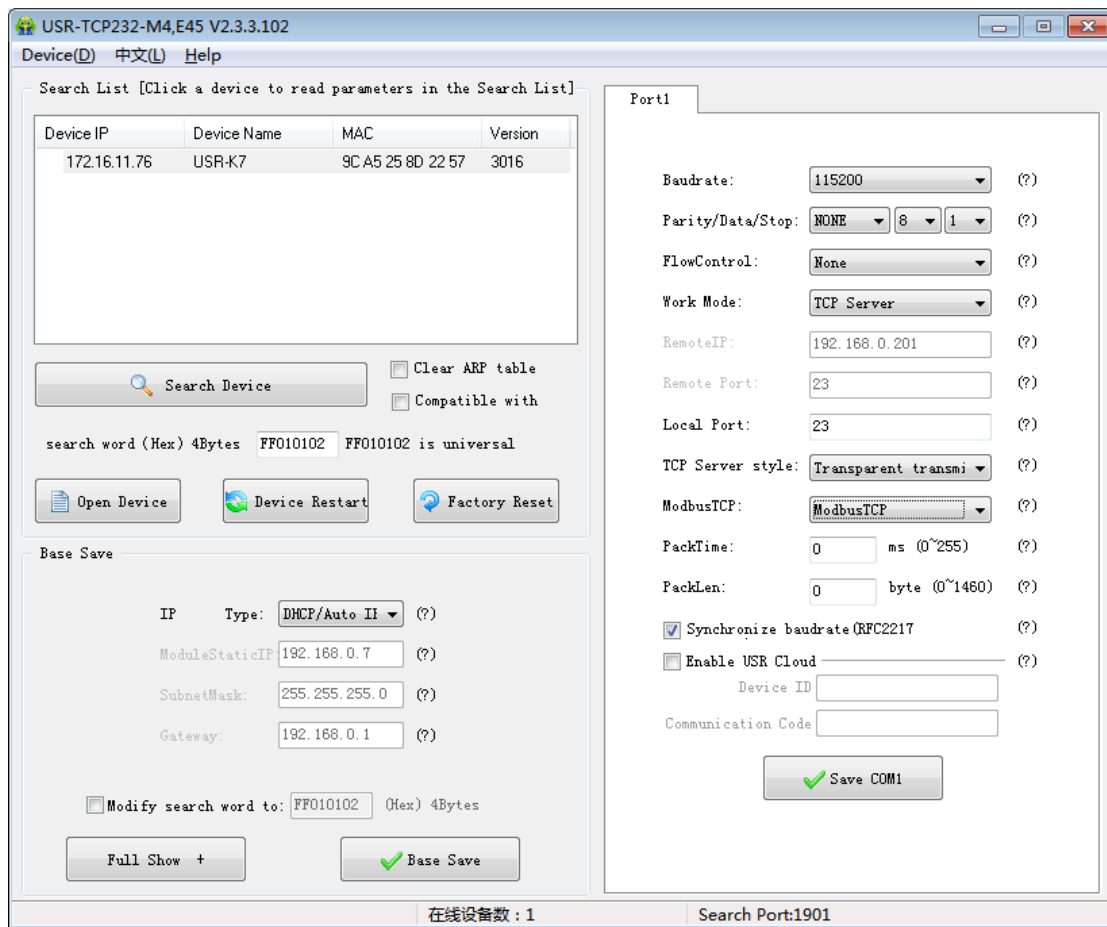 USR-TCP232-M4,E45 V2.3.3.102
Device(D) 中文(L) Help
Search List [Click a device to read parameters in the Search List]
Device IP Device Name MAC Version
172.16.11.76 USR-K7 9C A5 25 8D 22 57 3016
Search Device
Clear ARP table
Compatible with
search word(Hex) 4Bytes FF010102 FF010102 is universal
Open Device Device Restart Factory Reset
Base Save
IP Type: DHCP/Auto II (?)
ModuleStaticIP: 192.168.0.7 (?)
SubnetMask: 255.255.255.0 (?)
Gateway: 192.168.0.1 (?)
Modify search word to: FF010102 (Hex) 4Bytes
Full Show + Base Save
Port1
Baudrate: 115200 (?)
Parity/Data/Stop: NONE 8 1 (?)
FlowControl: None (?)
Work Mode: TCP Server (?)
RemoteIP: 192.168.0.201 (?)
Remote Port: 23 (?)
Local Port: 23 (?)
TCP Server style: Transparent transmi (?)
ModbusTCP: ModbusTCP (?)
PackTime: 0 ms (0~255) (?)
PackLen: 0 byte (0~1460) (?)
Synchronize baudrate(RFC2217 (?)
Enable USR Cloud (?)
Device ID
Communication Code
Save COM1
在线设备数：1 Search Port:1901